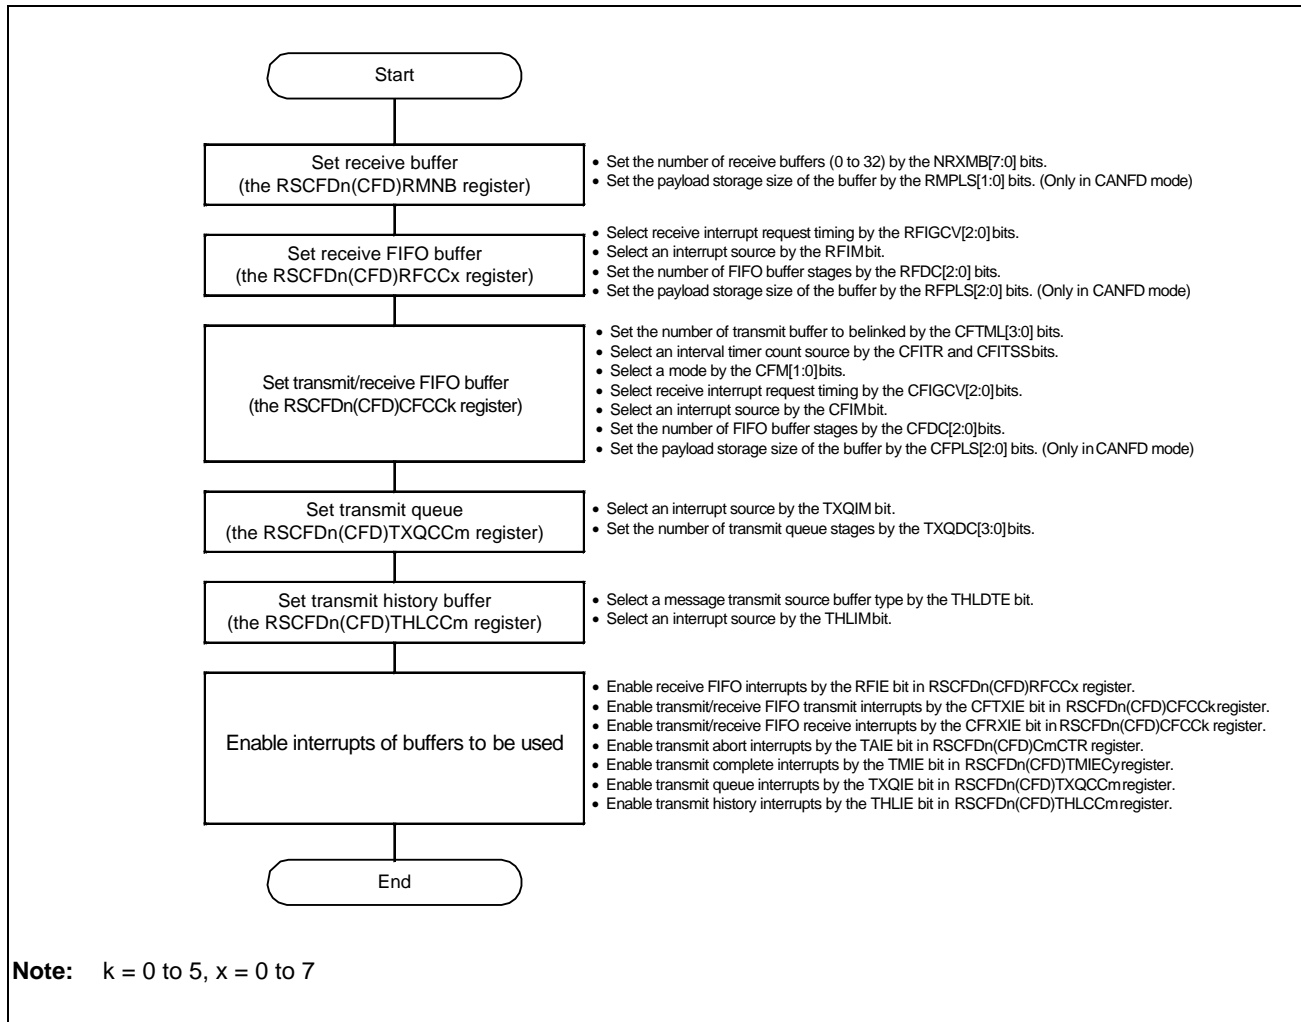 Start
Set receive buffer
(the RSCFDn(CFD)RMNB register)
• Set the number of receive buffers (0 to 32) by the NRXMB[7:0] bits.
• Set the payload storage size of the buffer by the RMPLS[1:0] bits. (Only in CANFD mode)
Set receive FIFO buffer
(the RSCFDn(CFD)RFCCx register)
• Select receive interrupt request timing by the RFIGCV[2:0] bits.
• Select an interrupt source by the RFIM bit.
• Set the number of FIFO buffer stages by the RFDC[2:0] bits.
• Set the payload storage size of the buffer by the RFPLS[2:0] bits. (Only in CANFD mode)
Set transmit/receive FIFO buffer
(the RSCFDn(CFD)CFCCk register)
• Set the number of transmit buffer to belinked by the CFTML[3:0] bits.
• Select an interval timer count source by the CFITR and CFITSS bits.
• Select a mode by the CFM[1:0] bits.
• Select receive interrupt request timing by the CFIGCV[2:0] bits.
• Select an interrupt source by the CFIM bit.
• Set the number of FIFO buffer stages by the CFDC[2:0] bits.
• Set the payload storage size of the buffer by the CFPLS[2:0] bits. (Only in CANFD mode)
Set transmit queue
(the RSCFDn(CFD)TXQCCm register)
• Select an interrupt source by the TXQIM bit.
• Set the number of transmit queue stages by the TXQDC[3:0] bits.
Set transmit history buffer
(the RSCFDn(CFD)THLCCm register)
• Select a message transmit source buffer type by the THLDTE bit.
• Select an interrupt source by the THLIM bit.
Enable interrupts of buffers to be used
• Enable receive FIFO interrupts by the RFIE bit in RSCFDn(CFD)RFCCx register.
• Enable transmit/receive FIFO transmit interrupts by the CFTXIE bit in RSCFDn(CFD)CFCCk register.
• Enable transmit/receive FIFO receive interrupts by the CFRXIE bit in RSCFDn(CFD)CFCCk register.
• Enable transmit abort interrupts by the TAIE bit in RSCFDn(CFD)CmCTR register.
• Enable transmit complete interrupts by the TMIE bit in RSCFDn(CFD)TMIECy register.
• Enable transmit queue interrupts by the TXQIE bit in RSCFDn(CFD)TXQCCm register.
• Enable transmit history interrupts by the THLIE bit in RSCFDn(CFD)THLCCm register.
End
Note: k = 0 to 5, x = 0 to 7